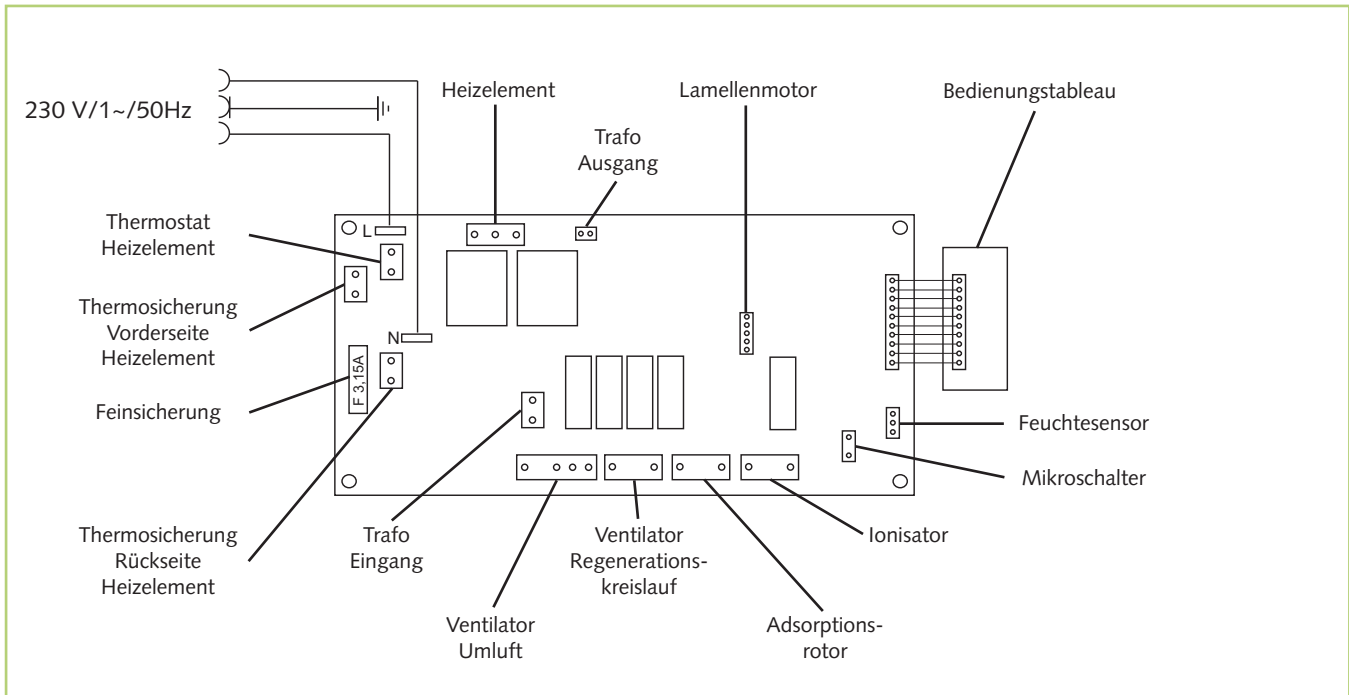 Heizelement
Lamellenmotor
Bedienungstableau
230 V/1~/50Hz
Trafo
Ausgang
Thermostat
Heizelement
L
Thermosicherung
Vorderseite
Heizelement
N
F 3,15A
Feinsicherung
Feuchtesensor
Mikroschalter
Thermosicherung
Rückseite
Heizelement
Trafo
Eingang
Ventilator
Regenerations-
kreislauf
Ionisator
Ventilator
Umluft
Adsorptions-
rotor